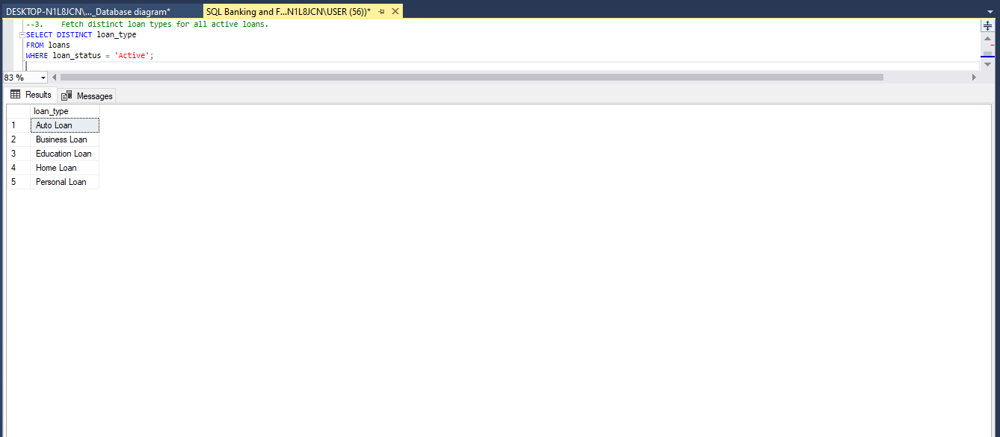 DESKTOP-N1L8JCN\..._Database diagram* SQL Banking and F...N1L8JCN\USER (56))*
--3. Fetch distinct loan types for all active loans.
SELECT DISTINCT loan_type
FROM loans
WHERE loan_status = 'Active';
83 %
Results Messages
loan_type
1 Auto Loan
2 Business Loan
3 Education Loan
4 Home Loan
5 Personal Loan